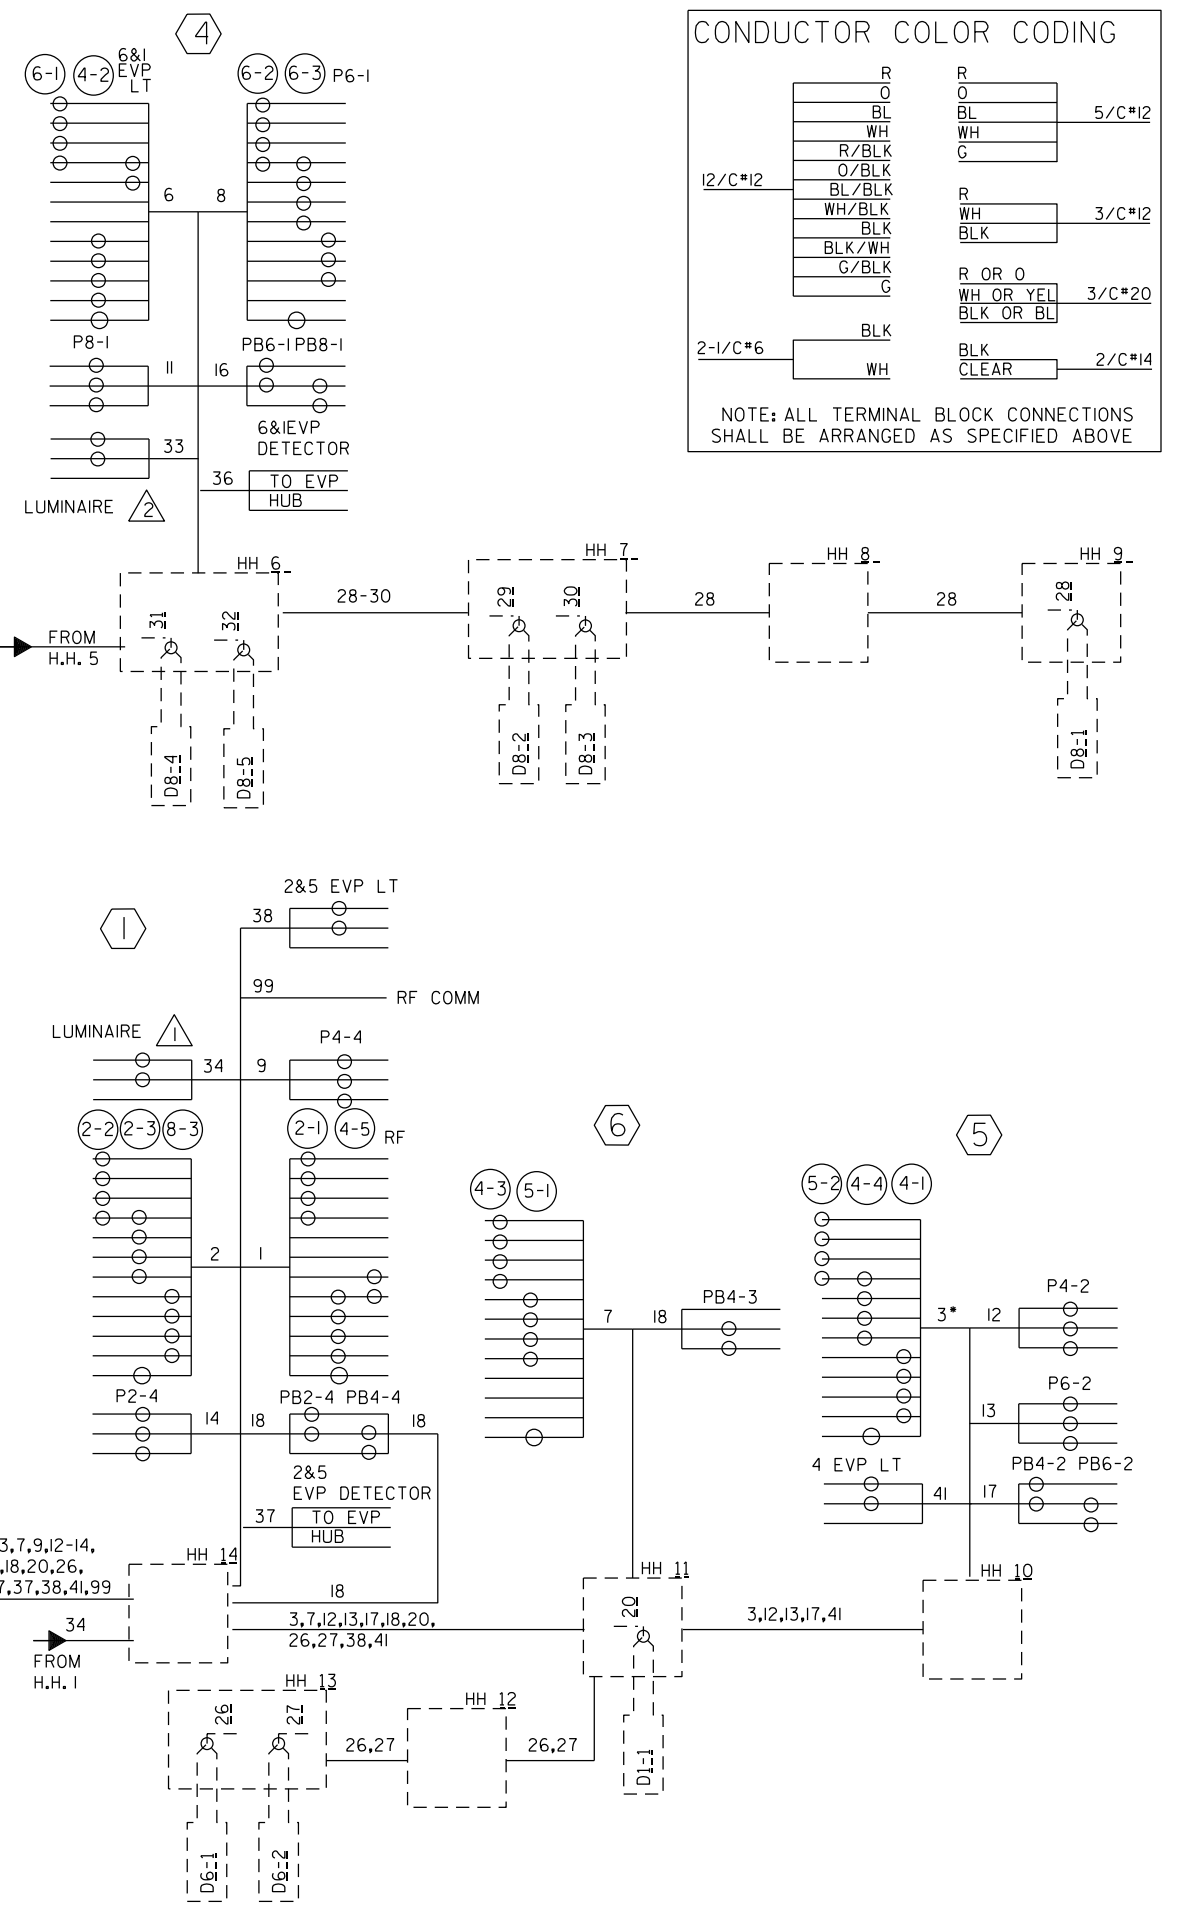 4
6-1 4-2 6&1
EVP
LT
6-2 6-3 P6-1
6 8
P8-1
11 16
PB6-1 PB8-1
33
6&1EVP
DETECTOR
36 TO EVP
HUB
LUMINAIRE 2
CONDUCTOR COLOR CODING
R
O
BL
WH
R/BLK
O/BLK
BL/BLK
WH/BLK
BLK
BLK/WH
G/BLK
G
12/C#12
BLK
2-1/C#6
WH
R
O
BL 5/C#12
WH
G
R
WH 3/C#12
BLK
R OR O
WH OR YEL 3/C#20
BLK OR BL
BLK
CLEAR 2/C#14
NOTE: ALL TERMINAL BLOCK CONNECTIONS
SHALL BE ARRANGED AS SPECIFIED ABOVE
HH 6
31 32
FROM
H.H. 5
D8-4 D8-5
28-30
HH 7
29 30
D8-2 D8-3
28
HH 8
28
HH 9
28
D8-1
1
2&5 EVP LT
38
99 RF COMM
LUMINAIRE 1
34 9
P4-4
2-2 2-3 8-3
2-1 4-5 RF
2 1
P2-4
14 18
PB2-4 PB4-4
18
2&5
EVP DETECTOR
37 TO EVP
HUB
6
4-3 5-1
7 18
PB4-3
5
5-2 4-4 4-1
3* 12
P4-2
P6-2
13
4 EVP LT
41 17
PB4-2 PB6-2
3,7,9,12-14,
,18,20,26,
7,37,38,41,99
HH 14
34
FROM
H.H. 1
18
3,7,12,13,17,18,20,
26,27,38,41
HH 11
20
D1-1
3,12,13,17,41
HH 10
HH 13
26 27
D6-1 D6-2
26,27
HH 12
26,27